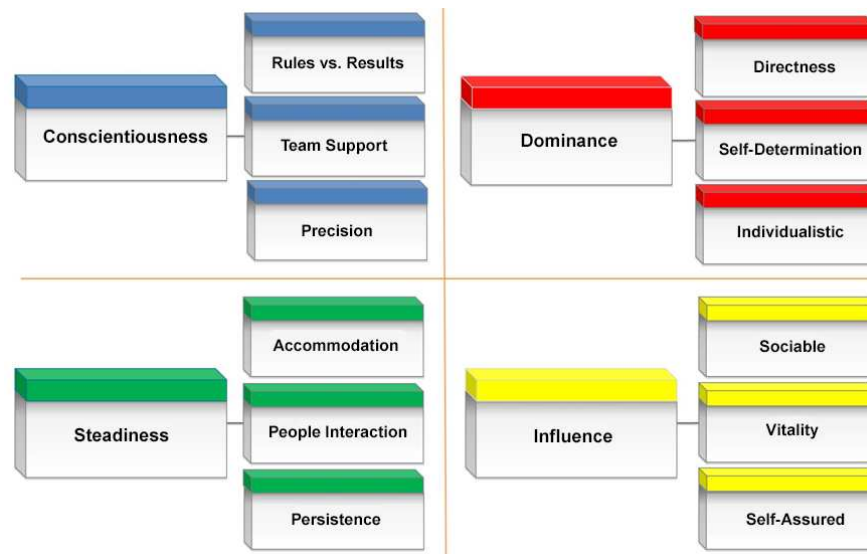 Conscientiousness
Rules vs. Results
Team Support
Precision
Dominance
Directness
Self-Determination
Individualistic
Steadiness
Accommodation
People Interaction
Persistence
Influence
Sociable
Vitality
Self-Assured